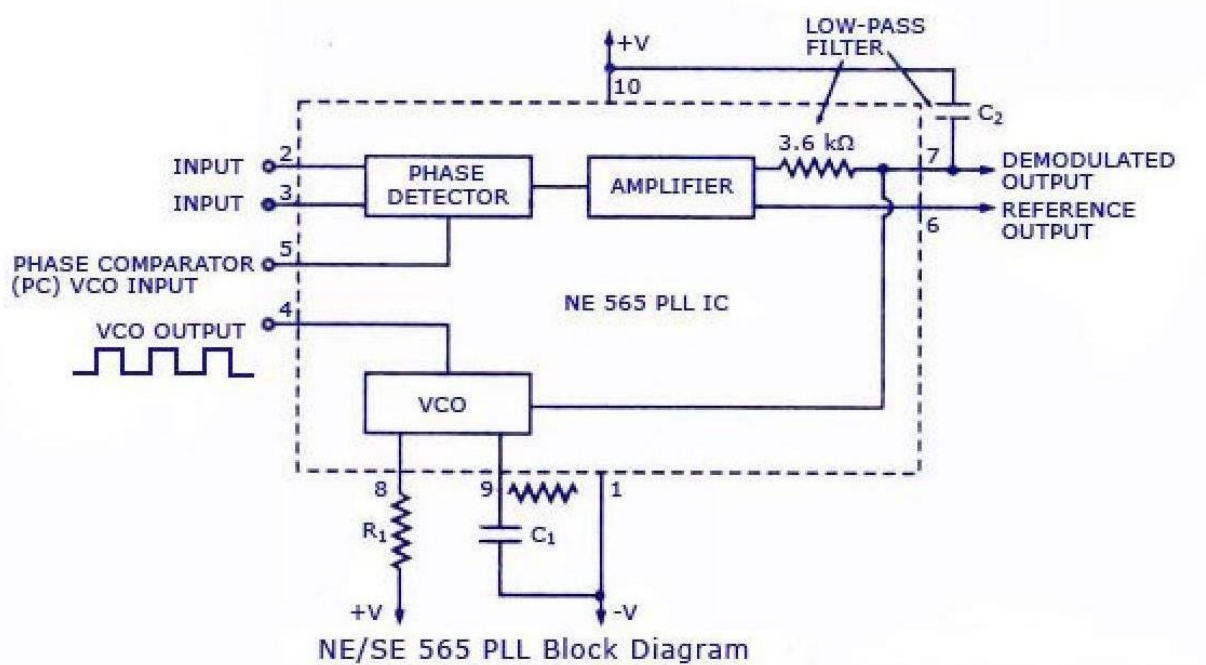 LOW-PASS
FILTER
+V
10
C2
3.6 kΩ
INPUT
2
PHASE
DETECTOR
AMPLIFIER
7
DEMODULATED
OUTPUT
INPUT
3
6
REFERENCE
OUTPUT
5
PHASE COMPARATOR
(PC) VCO INPUT
4
VCO OUTPUT
NE 565 PLL IC
VCO
8
9
1
R1
C1
+V
-V
NE/SE 565 PLL Block Diagram